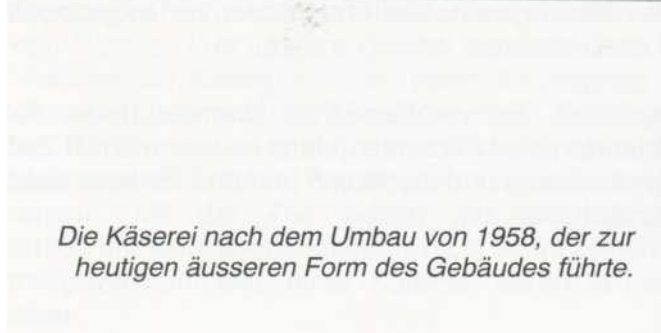 Die Käserei nach dem Umbau von 1958, der zur
heutigen äusseren Form des Gebäudes führte.